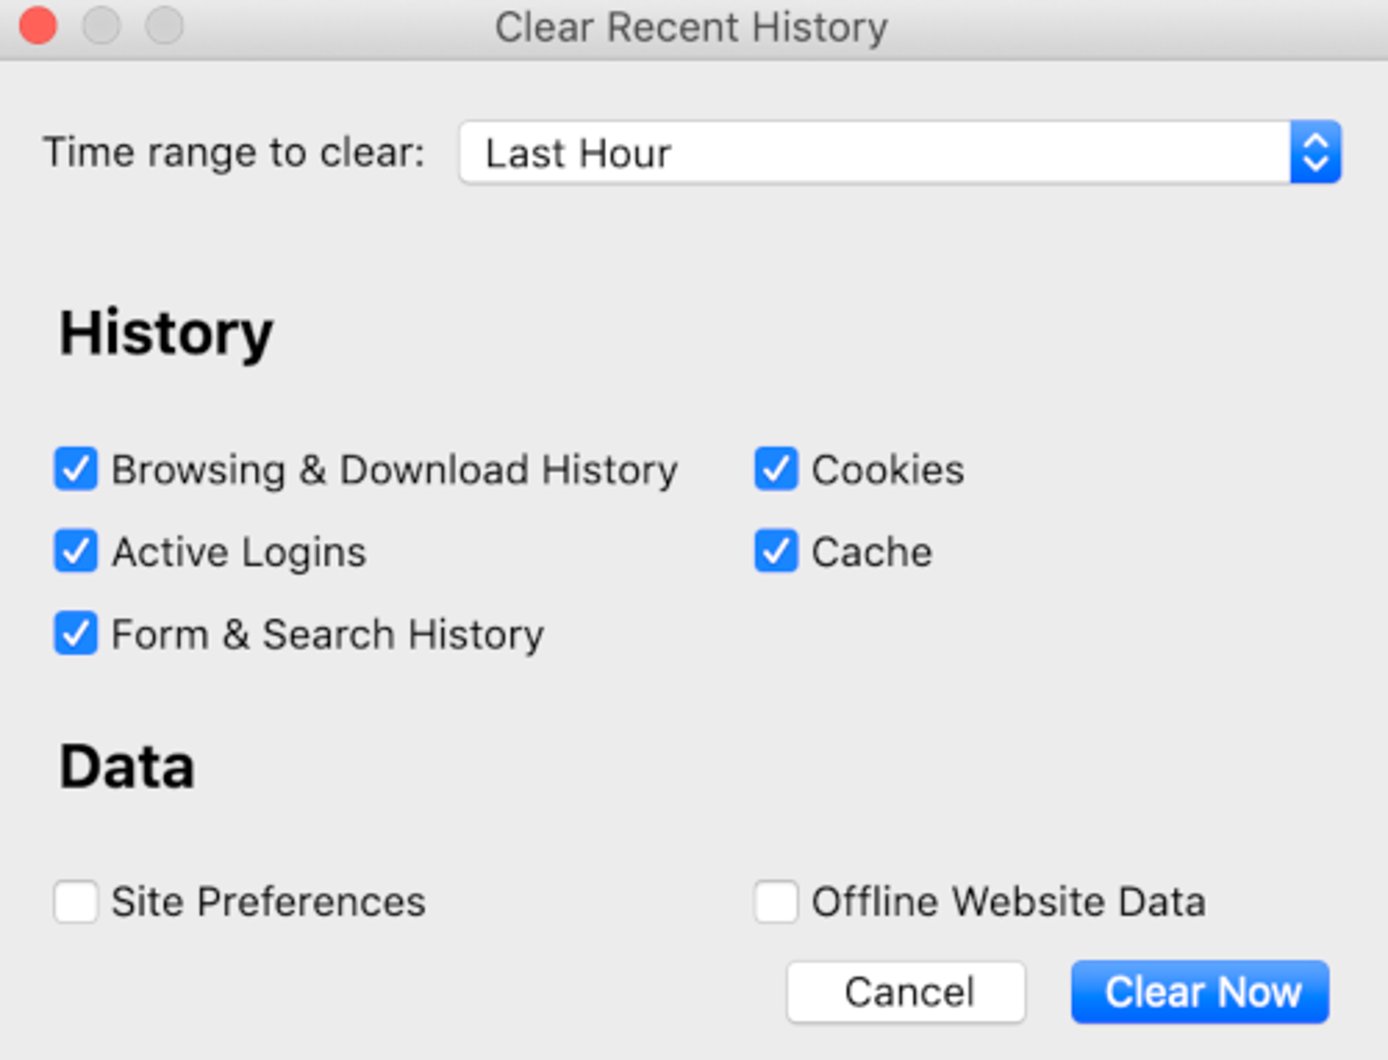 Clear Recent History
Time range to clear: Last Hour
History
Browsing & Download History Cookies
Active Logins Cache
Form & Search History
Data
Site Preferences Offline Website Data
Cancel Clear Now